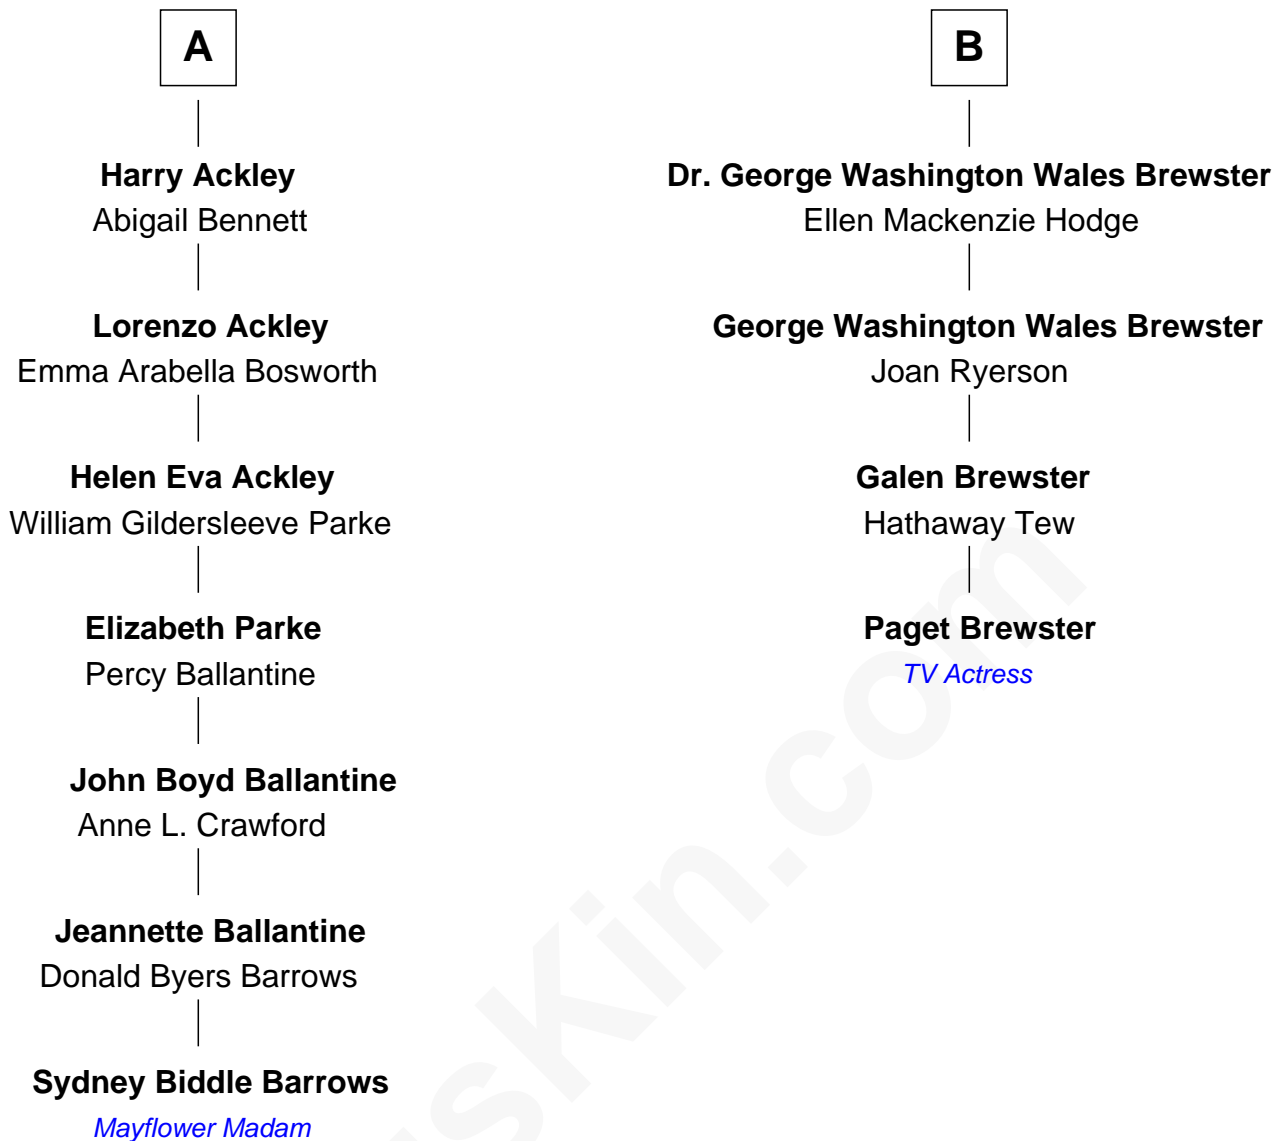 A
Harry Ackley
Abigail Bennett
Lorenzo Ackley
Emma Arabella Bosworth
Helen Eva Ackley
William Gildersleeve Parke
Elizabeth Parke
Percy Ballantine
John Boyd Ballantine
Anne L. Crawford
Jeannette Ballantine
Donald Byers Barrows
Sydney Biddle Barrows
Mayflower Madam
B
Dr. George Washington Wales Brewster
Ellen Mackenzie Hodge
George Washington Wales Brewster
Joan Ryerson
Galen Brewster
Hathaway Tew
Paget Brewster
TV Actress
sKin.com